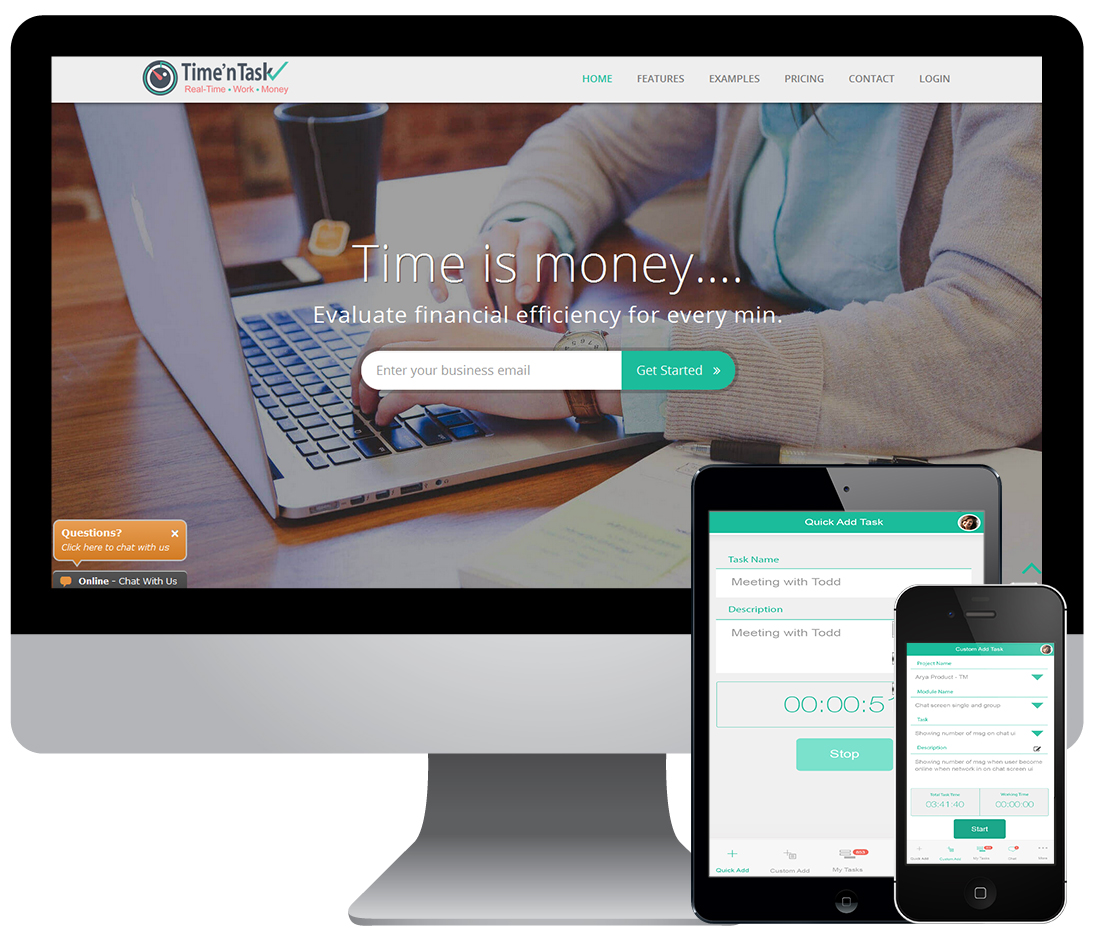 Time'nTask
Real-Time • Work • Money
HOME FEATURES EXAMPLES PRICING CONTACT LOGIN
Time is money....
Evaluate financial efficiency for every min.
Enter your business email
Get Started »
Questions?
Click here to chat with us
Online - Chat With Us
Quick Add Task
Task Name
Meeting with Todd
Description
Meeting with Todd
00:00:5
Stop
Quick Add Custom Add My Tasks
Custom Add Task
Project Name
Arya Product - TM
Module Name
Chat screen single and group
Task
Showing number of msg on chat ui
Description
Showing number of msg when user become
online when network in on chat screen ui
Total Task Time Working Time
03:41:40 00:00:00
Start
Quick Add Custom Add My Tasks Chat More